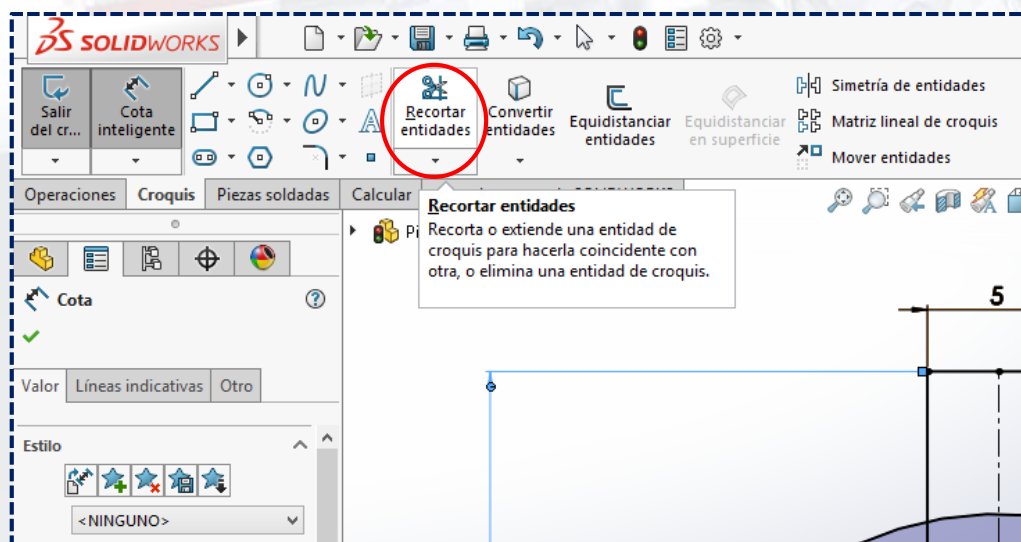 SOLIDWORKS
Salir
del cr...
Cota
inteligente
Recortar
entidades
Convertir
entidades
Equidistanciar
entidades
Equidistanciar
en superficie
Simetría de entidades
Matriz lineal de croquis
Mover entidades
Operaciones
Croquis
Piezas soldadas
Calcular
Recortar entidades
Recorta o extiende una entidad de
croquis para hacerla coincidente con
otra, o elimina una entidad de croquis.
Cota
Valor
Líneas indicativas
Otro
Estilo
<NINGUNO>
5